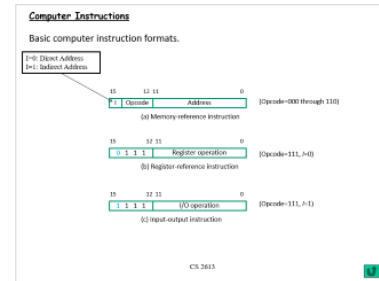 Computer Instructions
Basic computer instruction formats.
I=0: Direct Address
I=1: Indirect Address
15 12 11 0
I Opcode Address (Opcode=000 through 110)
(a) Memory-reference instruction
15 12 11 0
0 1 1 1 Register operation (Opcode=111, I=0)
(b) Register-reference instruction
15 12 11 0
1 1 1 1 I/O operation (Opcode=111, I=1)
(c) Input-output instruction
CS 2613